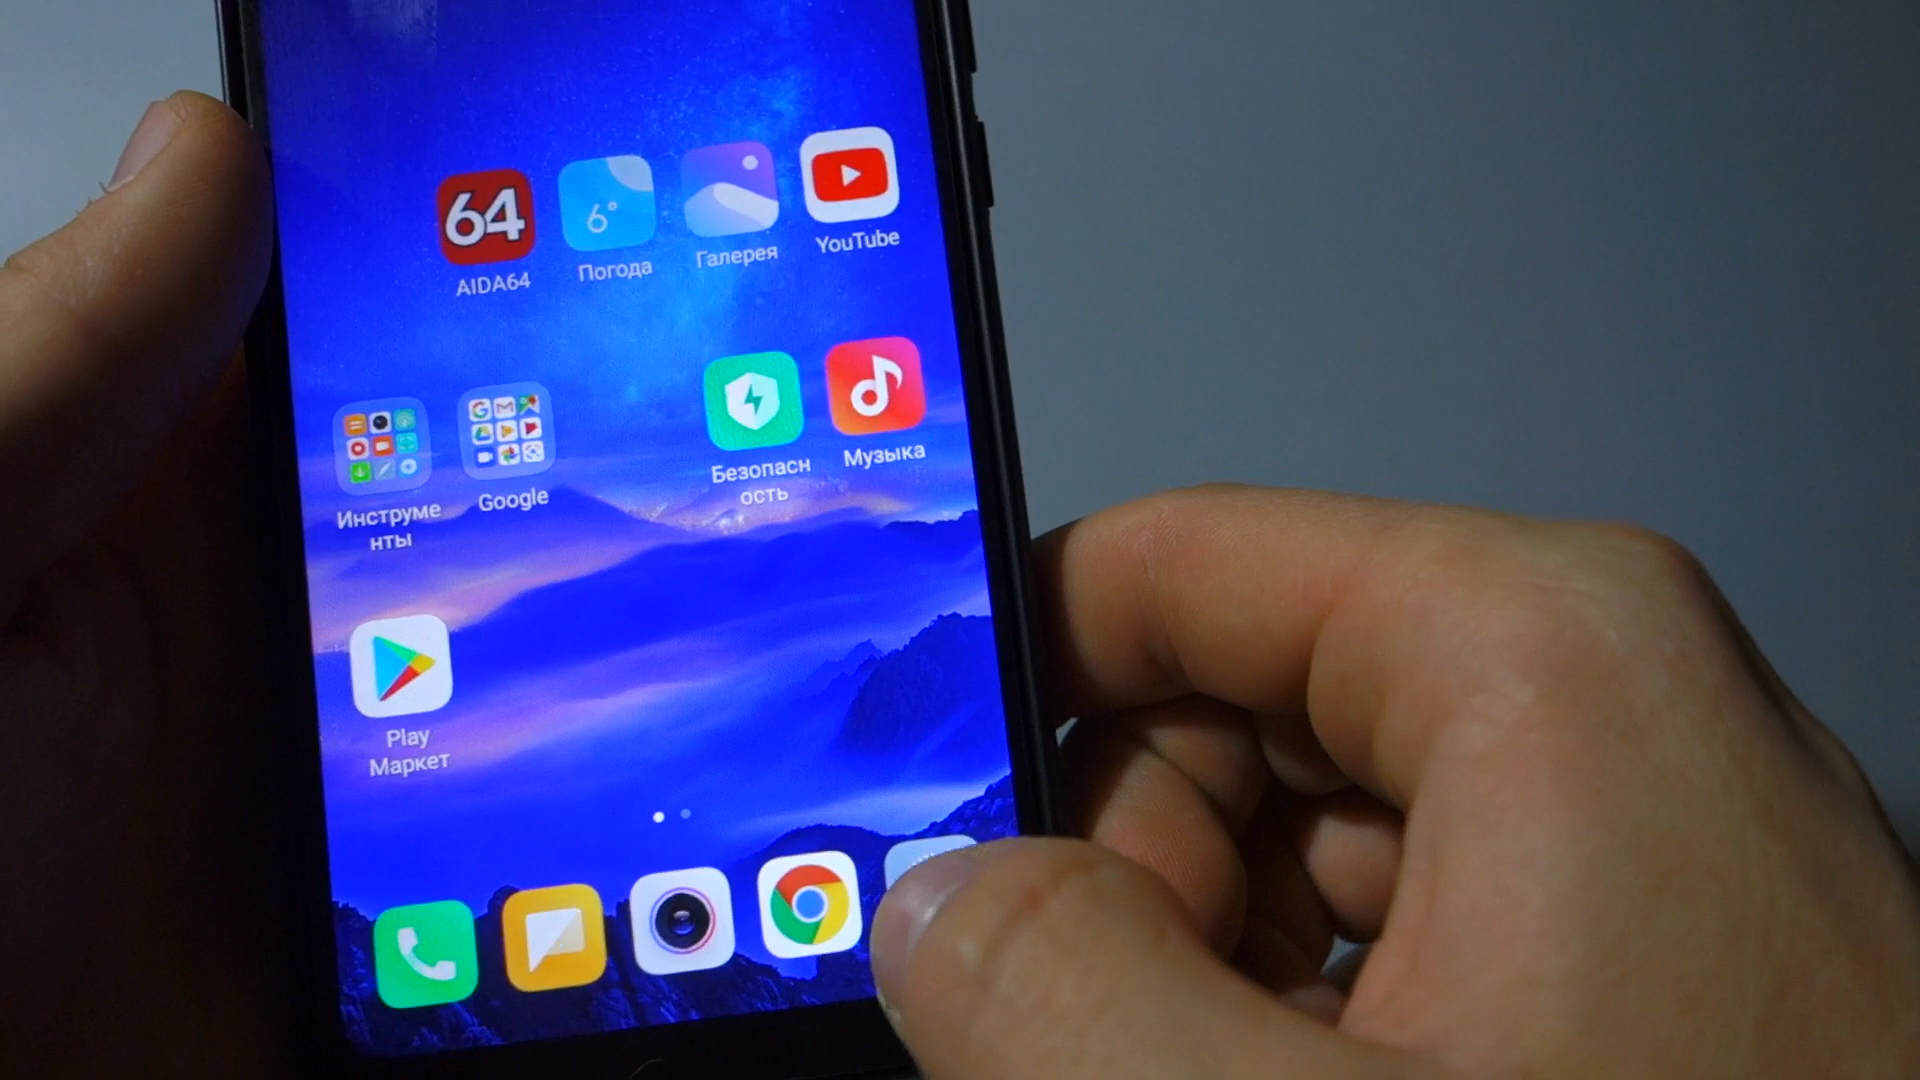 64
AIDA64
6°
Погода
Галерея
YouTube
Инструме
нты
Google
Безопасн
ость
Музыка
Play
Маркет